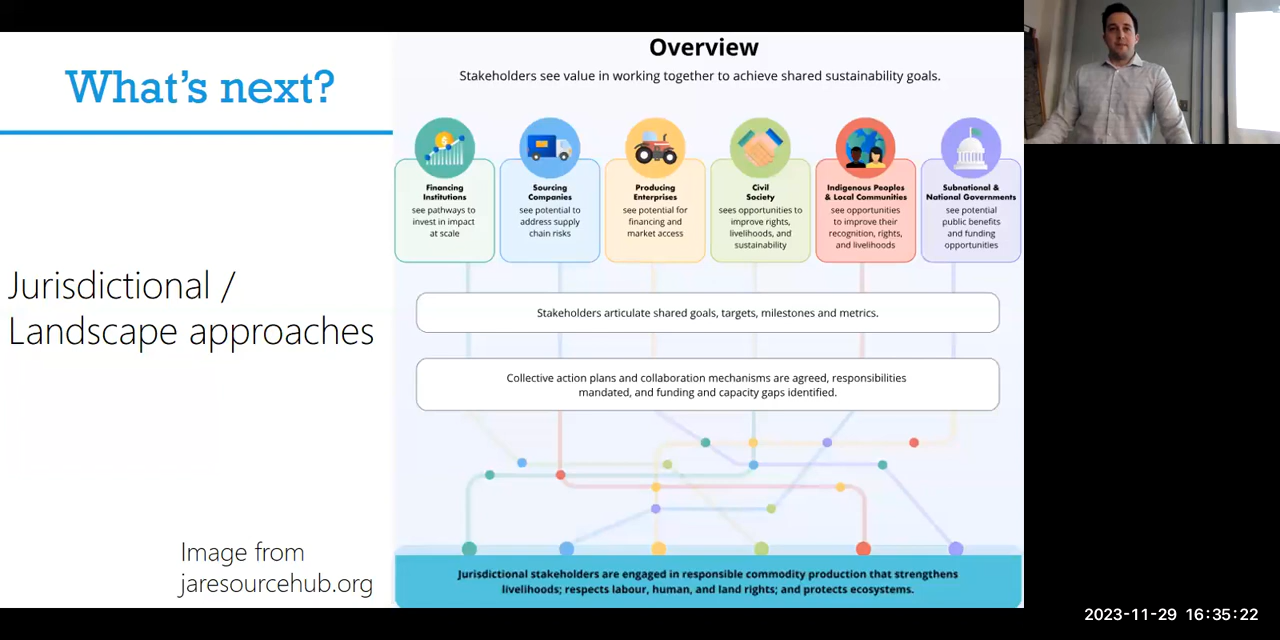 What's next?
Jurisdictional /
Landscape approaches
Image from
jaresourcehub.org
Overview
Stakeholders see value in working together to achieve shared sustainability goals.
Financing
Institutions
see pathways to
invest in impact
at scale
Sourcing
Companies
see potential to
address supply
chain risks
Producing
Enterprises
see potential for
financing and
market access
Civil
Society
sees opportunities to
improve rights,
livelihoods, and
sustainability
Indigenous Peoples
& Local Communities
see opportunities
to improve their
recognition, rights,
and livelihoods
Subnational &
National Governments
see potential
public benefits
and funding
opportunities
Stakeholders articulate shared goals, targets, milestones and metrics.
Collective action plans and collaboration mechanisms are agreed, responsibilities
mandated, and funding and capacity gaps identified.
Jurisdictional stakeholders are engaged in responsible commodity production that strengthens
livelihoods; respects labour, human, and land rights; and protects ecosystems.
2023-11-29 16:35:22